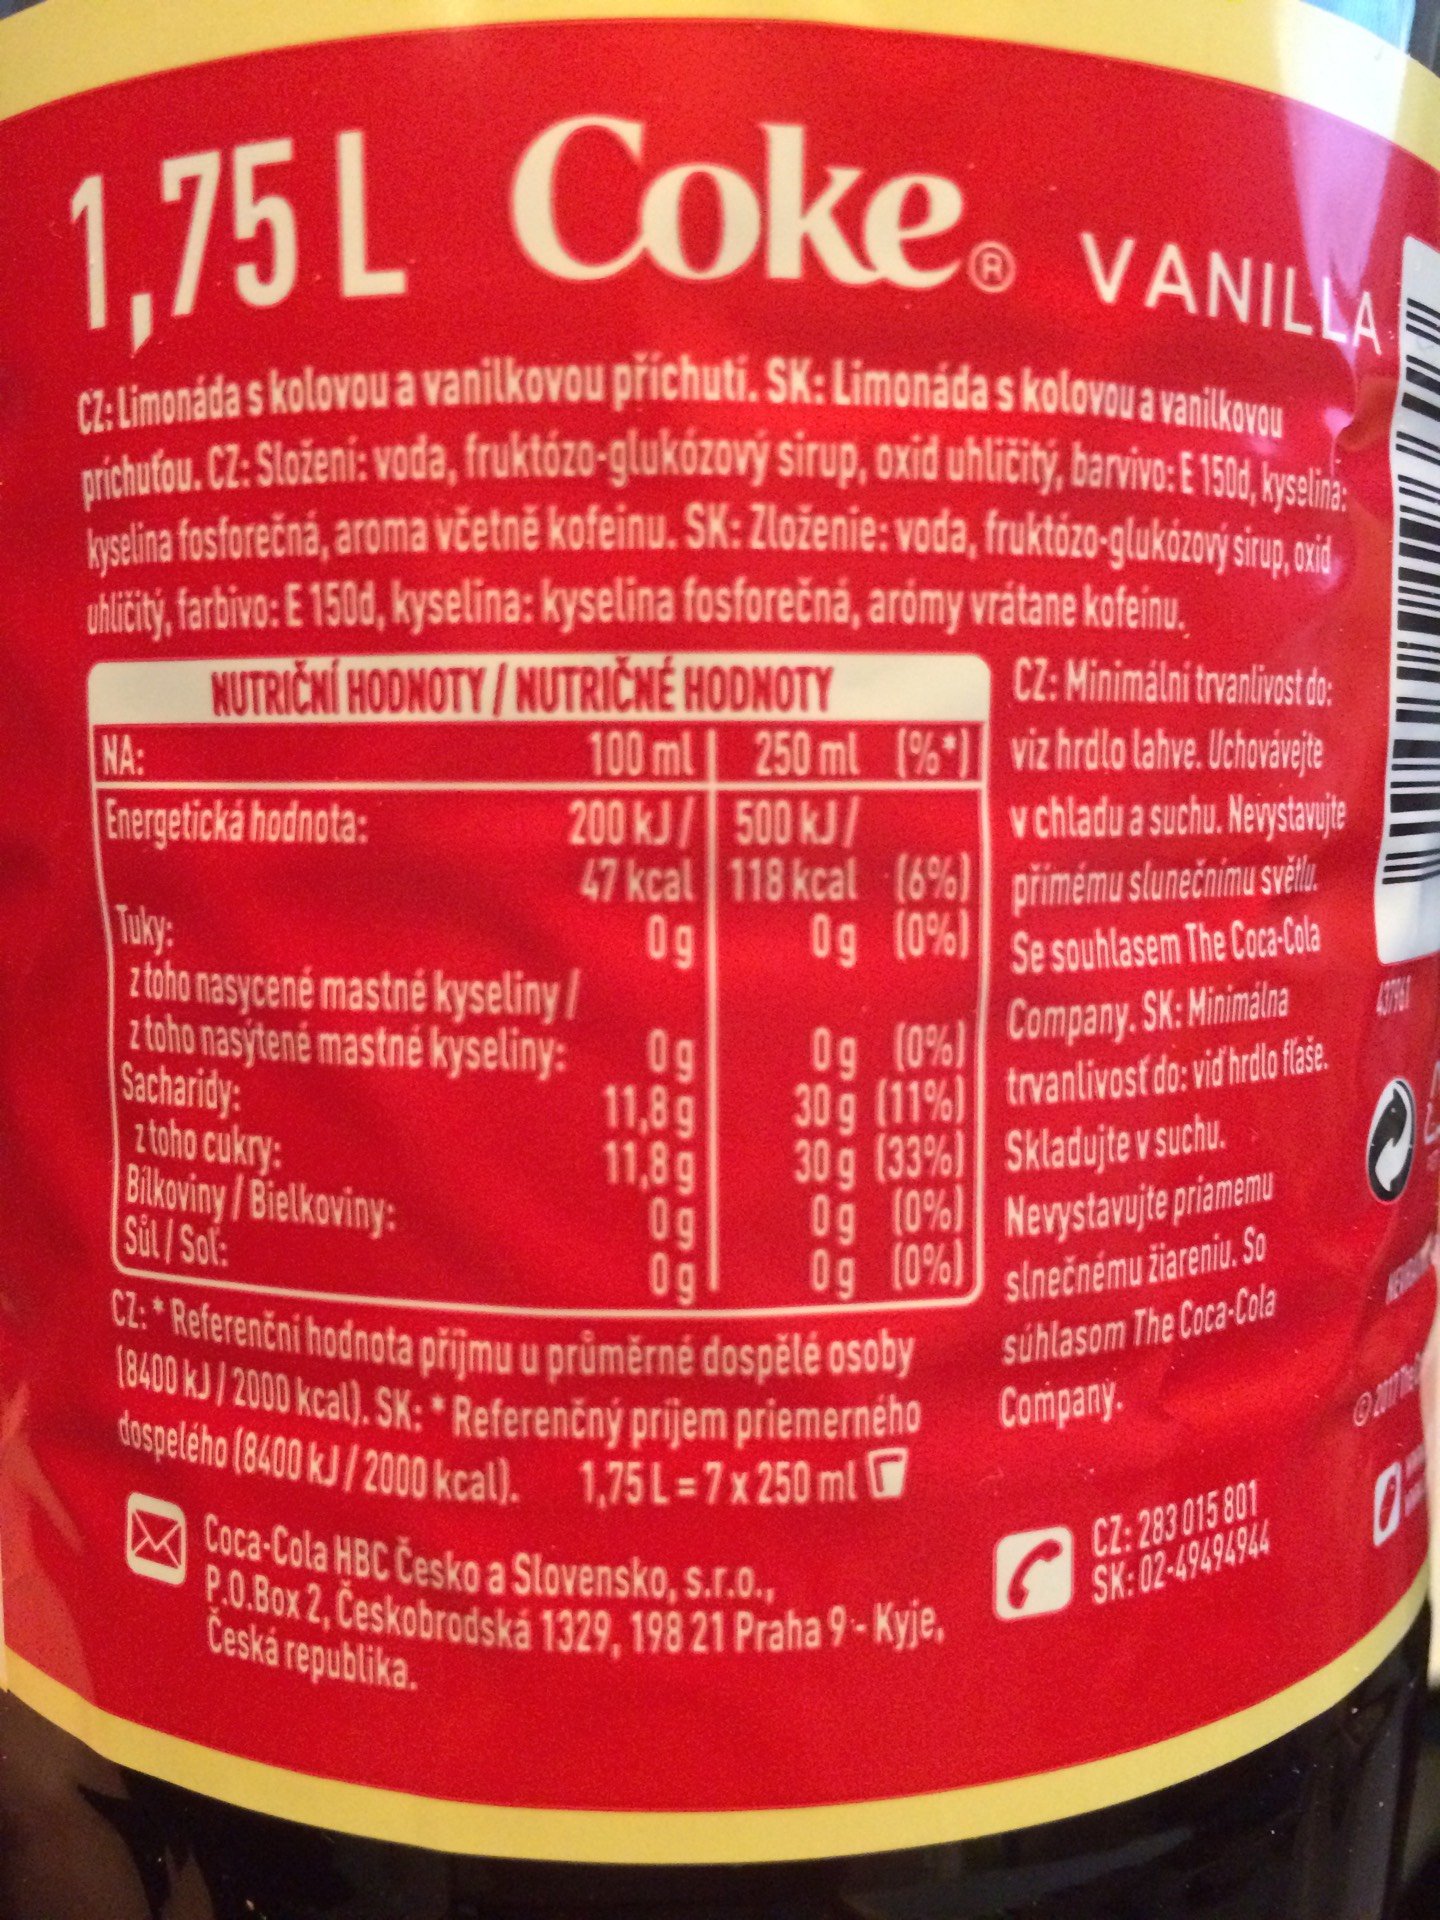 1,75 L Coke® VANILLA
CZ: Limonáda s kolovou a vanilkovou příchutí. SK: Limonáda s kolovou a vanilkovou
príchuťou. CZ: Složení: voda, fruktózo-glukózový sirup, oxid uhličitý, barvivo: E 150d, kyselina:
kyselina fosforečná, aroma včetně kofeinu. SK: Zloženie: voda, fruktózo-glukózový sirup, oxid
uhličitý, farbivo: E 150d, kyselina: kyselina fosforečná, arómy vrátane kofeínu.
NUTRIČNÍ HODNOTY / NUTRIČNÉ HODNOTY
NA: 100 ml 250 ml (%*)
Energetická hodnota: 200 kJ/ 500 kJ/
47 kcal 118 kcal (6%)
Tuky: 0 g 0 g (0%)
z toho nasycené mastné kyseliny /
z toho nasýtené mastné kyseliny: 0 g 0 g (0%)
Sacharidy: 11,8 g 30 g (11%)
z toho cukry: 11,8 g 30 g (33%)
Bílkoviny / Bielkoviny: 0 g 0 g (0%)
Sůl / Soľ: 0 g 0 g (0%)
CZ: * Referenční hodnota příjmu u průměrné dospělé osoby
(8400 kJ / 2000 kcal). SK: * Referenčný príjem priemerného
dospelého (8400 kJ / 2000 kcal). 1,75 L = 7 x 250 ml
CZ: Minimální trvanlivost do:
viz hrdlo lahve. Uchovávejte
v chladu a suchu. Nevystavujte
přímému slunečnímu světlu.
Se souhlasem The Coca-Cola
Company. SK: Minimálna
trvanlivosť do: viď hrdlo fľaše.
Skladujte v suchu.
Nevystavujte priamemu
slnečnému žiareniu. So
súhlasom The Coca-Cola
Company.
Coca-Cola HBC Česko a Slovensko, s.r.o.,
P.O.Box 2, Českobrodská 1329, 198 21 Praha 9 - Kyje,
Česká republika.
CZ: 283 015 801
SK: 02-49494944
437961
© 2017 The